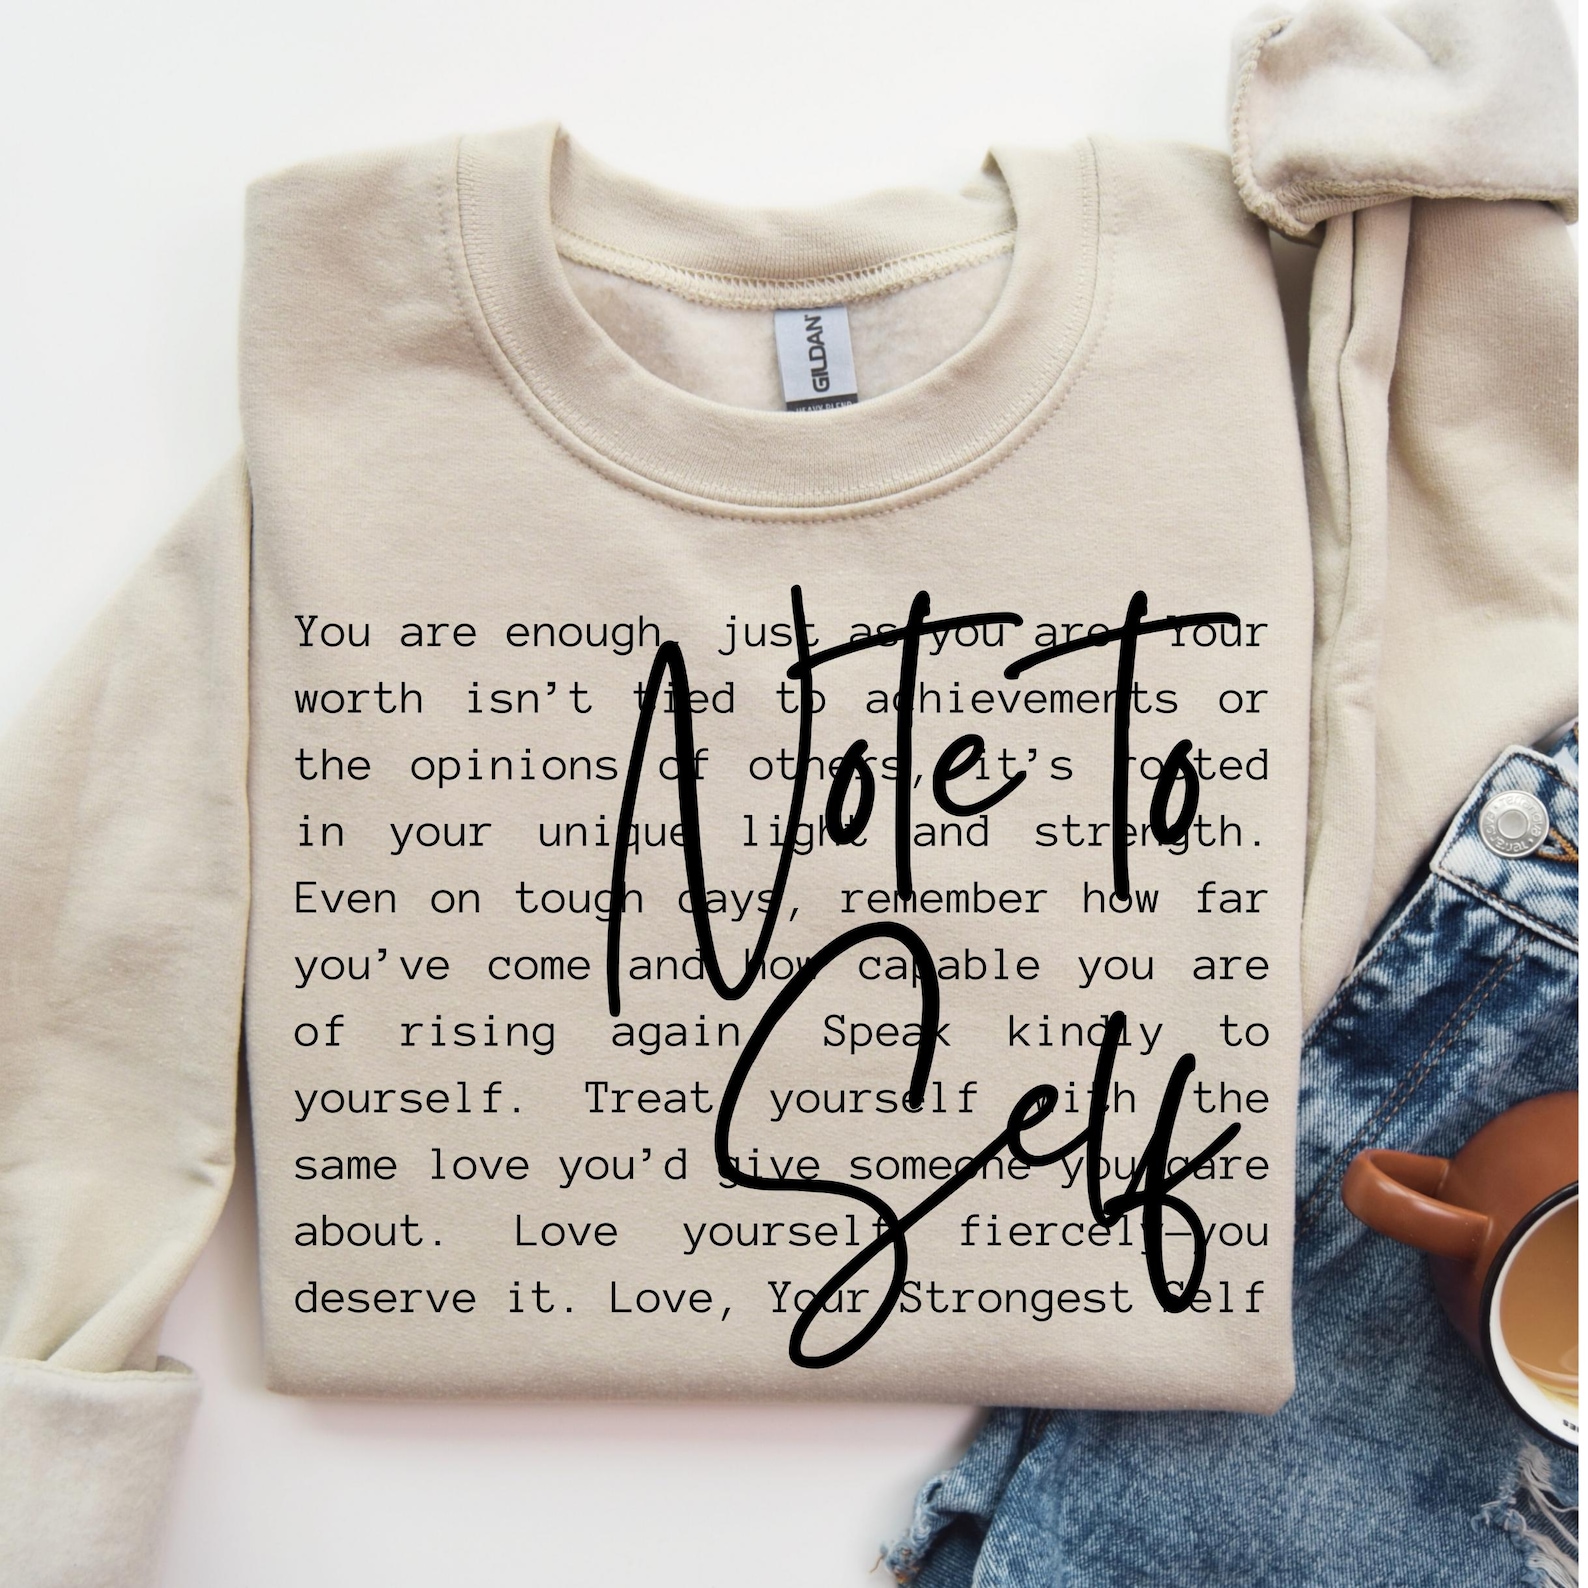 GILDAN
HEAVY BLEND
You are enough, just as you are. Your
worth isn’t tied to achievements or
the opinions of others, it’s rooted
in your unique light and strength.
Even on tough days, remember how far
you’ve come and how capable you are
of rising again. Speak kindly to
yourself. Treat yourself with the
same love you’d give someone you care
about. Love yourself fiercely—you
deserve it. Love, Your Strongest Self
Note To
Self